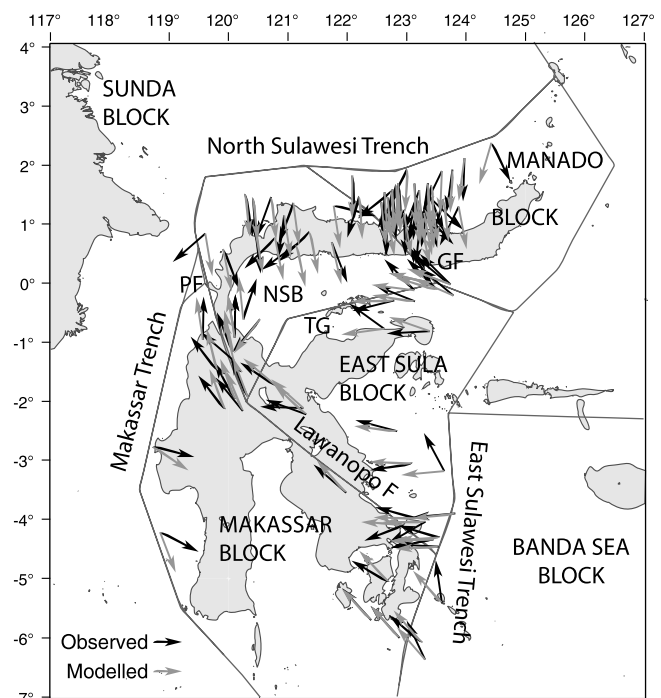 117° 119° 120° 121° 122° 123° 124° 125° 126° 127°
4°
SUNDA
BLOCK
3°
North Sulawesi Trench
2°
MANADO
BLOCK
1°
GF
0°
PF
NSB
TG
-1°
EAST SULA
BLOCK
Makassar Trench
-2°
Lawanopo F
-3°
East Sulawesi Trench
-4°
MAKASSAR
BLOCK
BANDA SEA
BLOCK
-5°
-6°
Observed
Modelled
7°